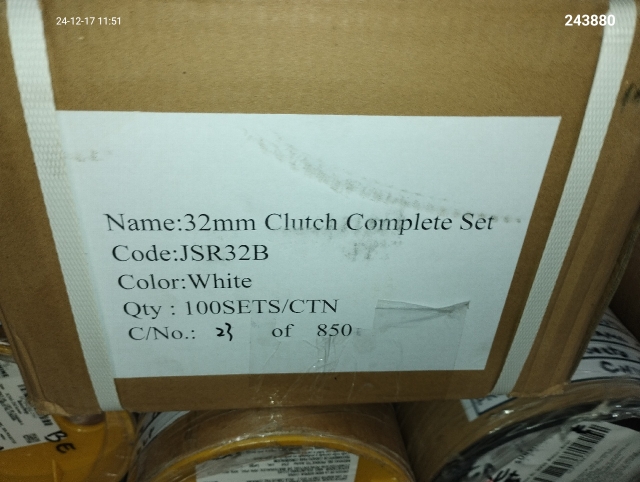 24-12-17 11:51
243880
Name:32mm Clutch Complete Set
Code:JSR32B
Color:White
Qty : 100SETS/CTN
C/No.: 23 of 850
BE